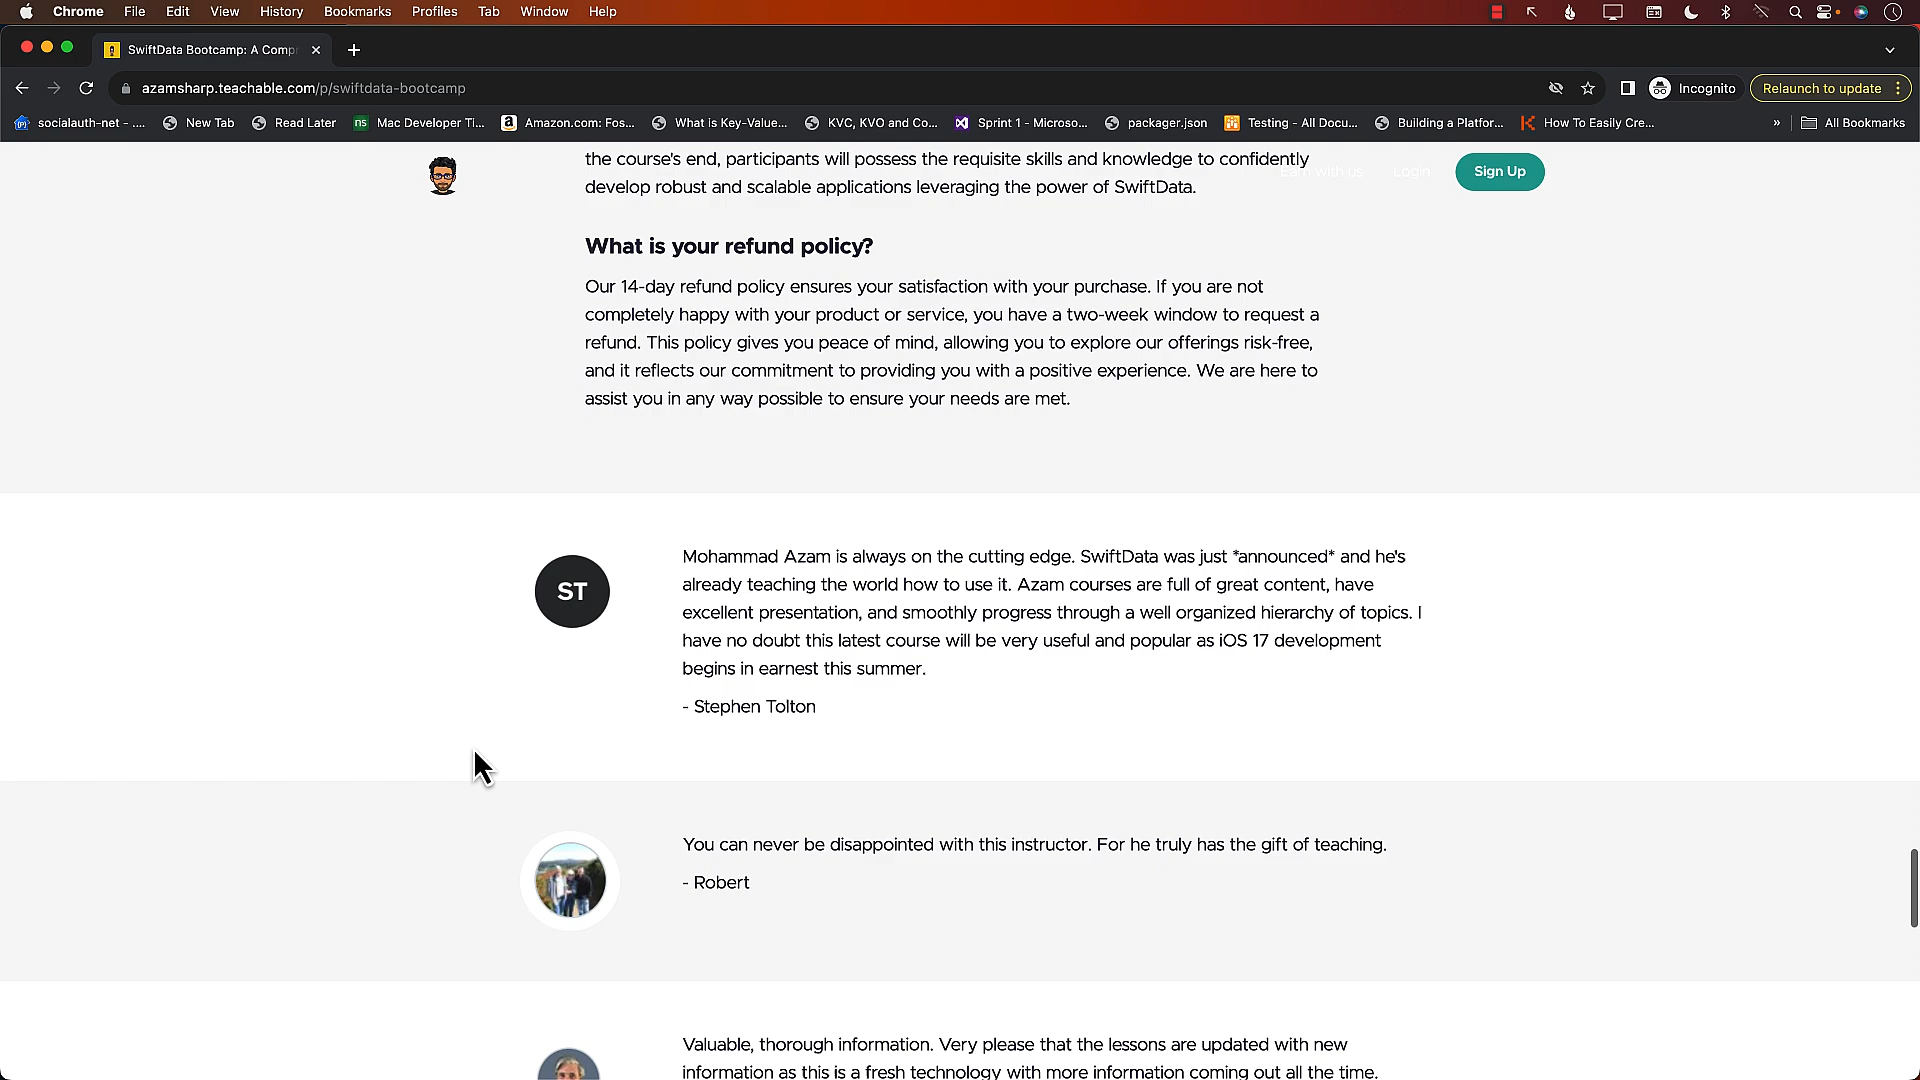 Chrome File Edit View History Bookmarks Profiles Tab Window Help
SwiftData Bootcamp: A Comp
azamsharp.teachable.com/p/swiftdata-bootcamp
Incognito
Relaunch to update
socialauth-net - .... New Tab Read Later ns Mac Developer Ti... Amazon.com: Fos... What is Key-Value... KVC, KVO and Co... Sprint 1 - Microso... packager.json Testing - All Docu... Building a Platfor... How To Easily Cre... » All Bookmarks
the course's end, participants will possess the requisite skills and knowledge to confidently
Earn with us Login Sign Up
develop robust and scalable applications leveraging the power of SwiftData.
What is your refund policy?
Our 14-day refund policy ensures your satisfaction with your purchase. If you are not
completely happy with your product or service, you have a two-week window to request a
refund. This policy gives you peace of mind, allowing you to explore our offerings risk-free,
and it reflects our commitment to providing you with a positive experience. We are here to
assist you in any way possible to ensure your needs are met.
ST
Mohammad Azam is always on the cutting edge. SwiftData was just *announced* and he's
already teaching the world how to use it. Azam courses are full of great content, have
excellent presentation, and smoothly progress through a well organized hierarchy of topics. I
have no doubt this latest course will be very useful and popular as iOS 17 development
begins in earnest this summer.
- Stephen Tolton
You can never be disappointed with this instructor. For he truly has the gift of teaching.
- Robert
Valuable, thorough information. Very please that the lessons are updated with new
information as this is a fresh technology with more information coming out all the time.